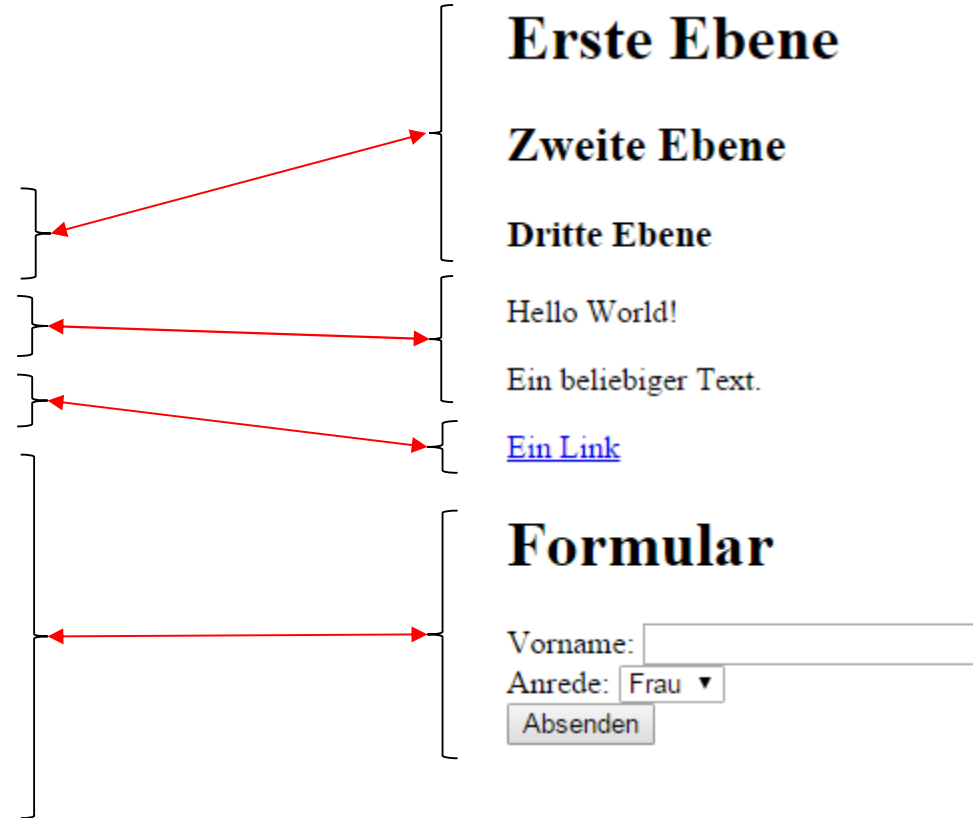 Erste Ebene
Zweite Ebene
Dritte Ebene
Hello World!
Ein beliebiger Text.
Ein Link
Formular
Vorname:
Anrede: Frau
Absenden